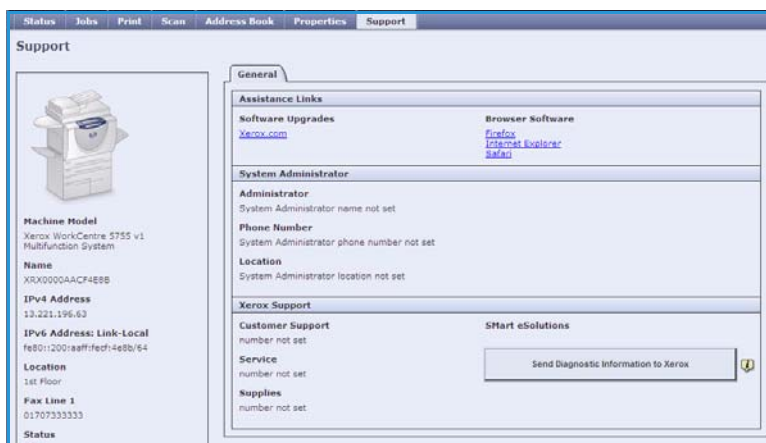 Status Jobs Print Scan Address Book Properties Support
Support
Machine Model
Xerox WorkCentre 5755 v1
Multifunction System
Name
XRX0000AACF4E8B
IPv4 Address
13.221.196.63
IPv6 Address: Link-Local
fe80::200:aaff:fecf:4e8b/64
Location
1st Floor
Fax Line 1
01707333333
Status
General
Assistance Links
Software Upgrades
Xerox.com
Browser Software
Firefox
Internet Explorer
Safari
System Administrator
Administrator
System Administrator name not set
Phone Number
System Administrator phone number not set
Location
System Administrator location not set
Xerox Support
Customer Support
number not set
Service
number not set
Supplies
number not set
SMart eSolutions
Send Diagnostic Information to Xerox